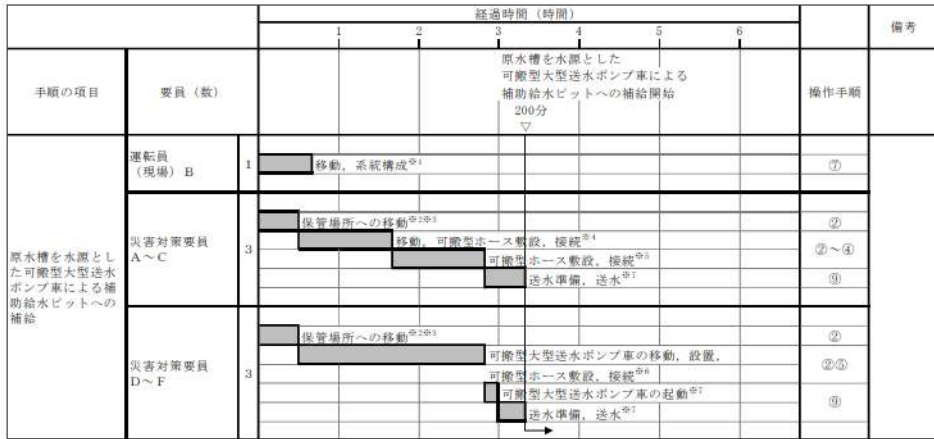 経過時間（時間）
備考
1 2 3 4 5 6
手順の項目
要員（数）
原水槽を水源とした
可搬型大型送水ポンプ車による
補助給水ピットへの補給開始
200分
▽
操作手順
原水槽を水源とし
た可搬型大型送水
ポンプ車による補
助給水ピットへの
補給
運転員
（現場）B
1
移動，系統構成※1
⑦
災害対策要員
A～C
3
保管場所への移動※2※3
②
移動，可搬型ホース敷設，接続※4
②～④
可搬型ホース敷設，接続※5
送水準備，送水※7
⑨
災害対策要員
D～F
3
保管場所への移動※2※3
②
可搬型大型送水ポンプ車の移動，設置，
可搬型ホース敷設，接続※6
②⑤
可搬型大型送水ポンプ車の起動※7
⑨
送水準備，送水※7